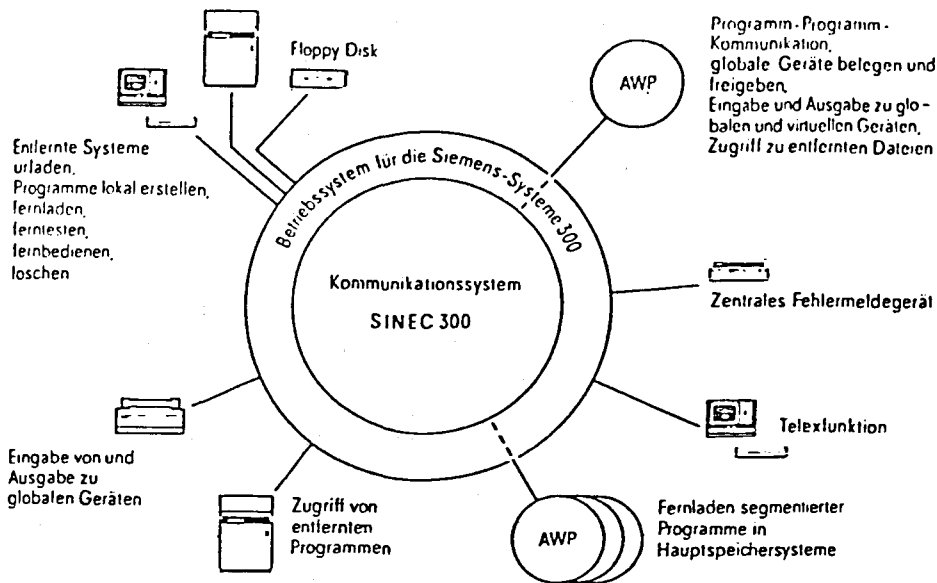 Floppy Disk
Entfernte Systeme
urladen,
Programme lokal erstellen,
fernladen,
ferntesten,
fernbedienen,
löschen
AWP
Programm-Programm-
Kommunikation,
globale Geräte belegen und
freigeben,
Eingabe und Ausgabe zu glo-
balen und virtuellen Geräten,
Zugriff zu entfernten Dateien
Betriebssystem für die Siemens-Systeme 300
Kommunikationssystem
SINEC 300
Zentrales Fehlermeldegerät
Telexfunktion
Eingabe von und
Ausgabe zu
globalen Geräten
Zugriff von
entfernten
Programmen
AWP
Fernladen segmentierter
Programme in
Hauptspeichersysteme